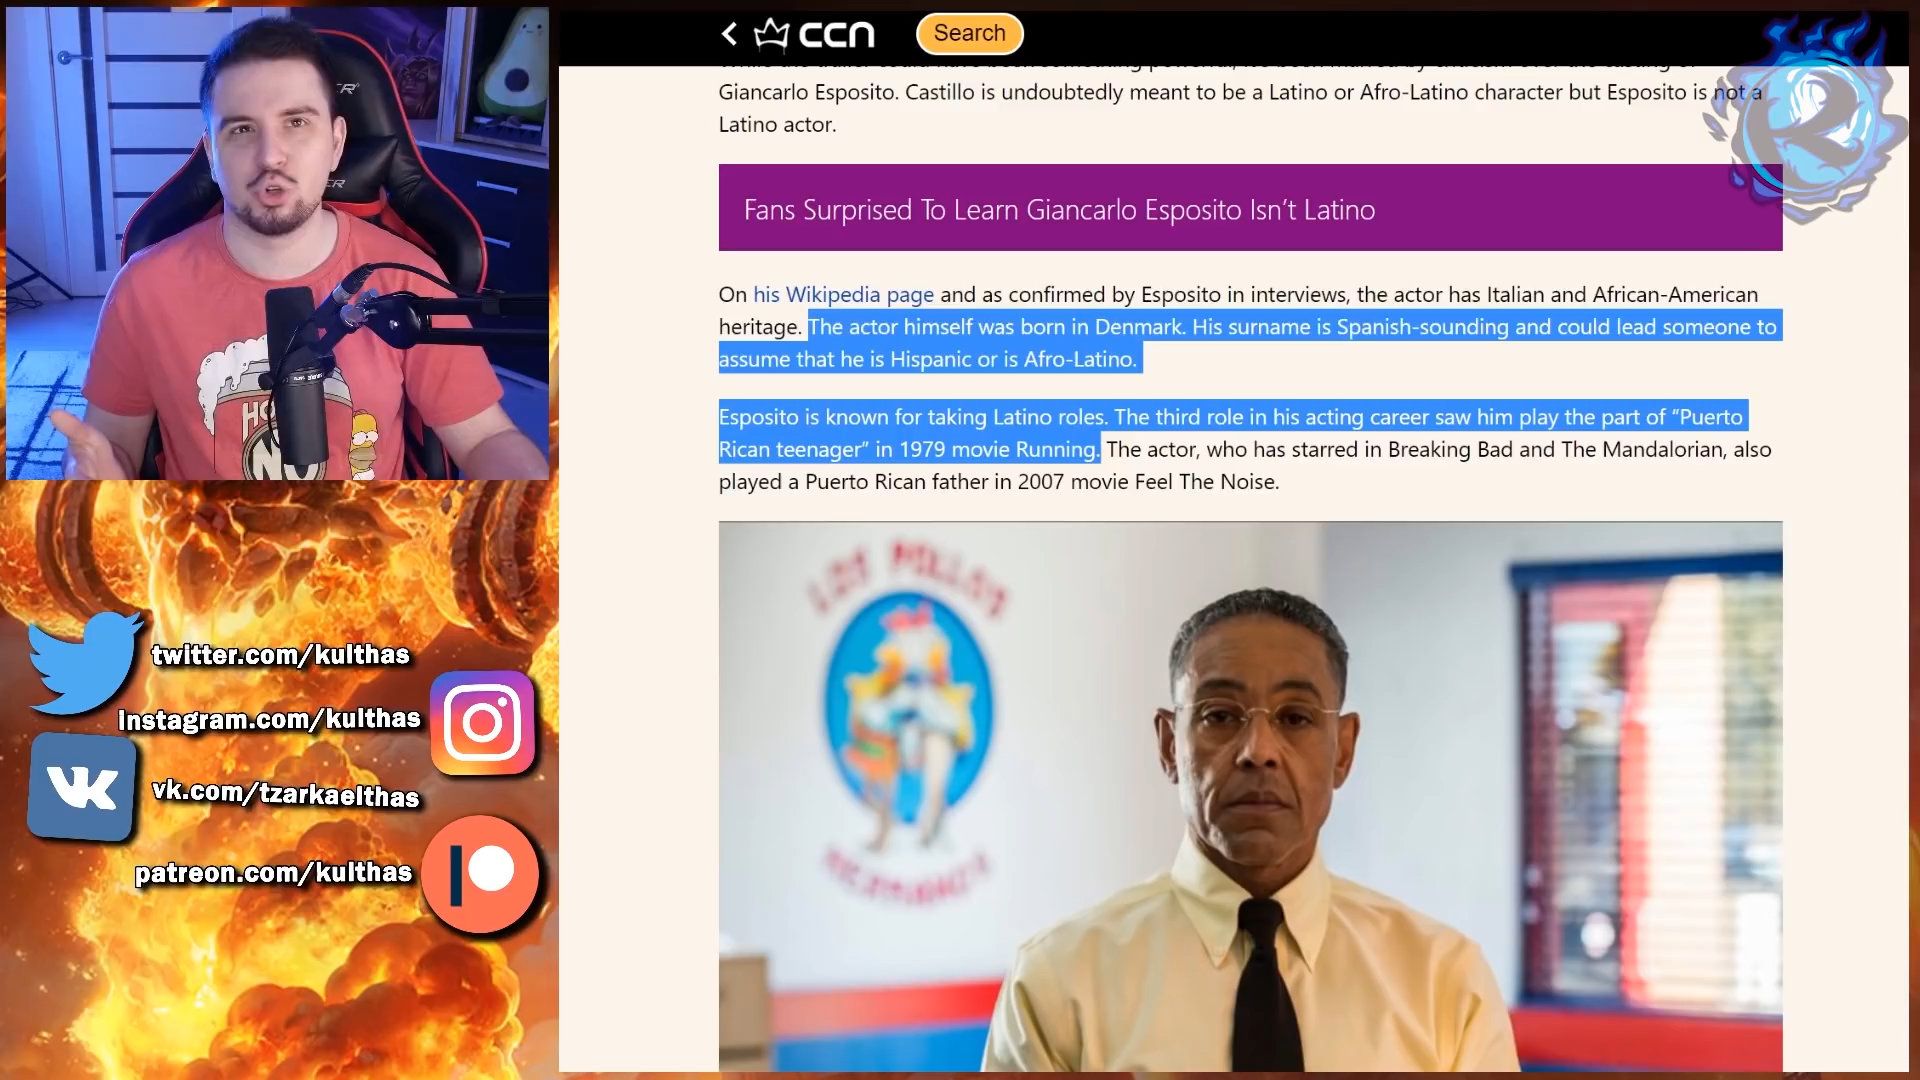 ccn
Search
Giancarlo Esposito. Castillo is undoubtedly meant to be a Latino or Afro-Latino character but Esposito is not a
Latino actor.
Fans Surprised To Learn Giancarlo Esposito Isn’t Latino
On his Wikipedia page and as confirmed by Esposito in interviews, the actor has Italian and African-American
heritage. The actor himself was born in Denmark. His surname is Spanish-sounding and could lead someone to
assume that he is Hispanic or is Afro-Latino.
Esposito is known for taking Latino roles. The third role in his acting career saw him play the part of “Puerto
Rican teenager” in 1979 movie Running. The actor, who has starred in Breaking Bad and The Mandalorian, also
played a Puerto Rican father in 2007 movie Feel The Noise.
LOS POLLOS
HERMANOS
twitter.com/kulthas
instagram.com/kulthas
vk.com/tzarkaelthas
patreon.com/kulthas